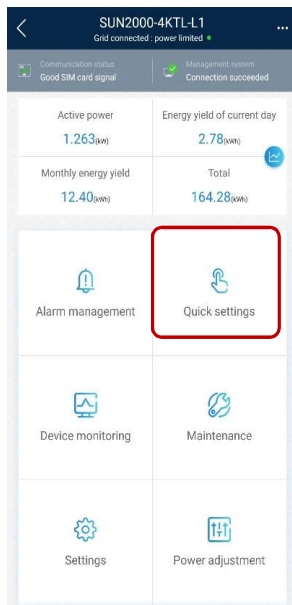 SUN2000-4KTL-L1
Grid connected : power limited
Communication status
Good SIM card signal
Management system
Connection succeeded
Active power
1.263(kW)
Energy yield of current day
2.78(kWh)
Monthly energy yield
12.40(kWh)
Total
164.28(kWh)
Alarm management
Quick settings
Device monitoring
Maintenance
Settings
Power adjustment